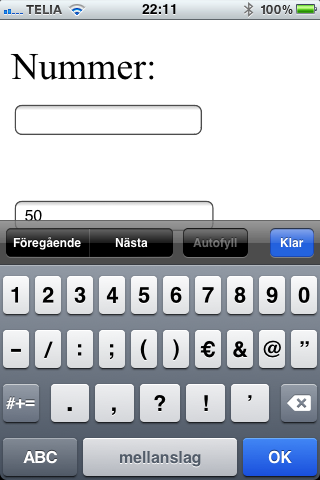 TELIA 22:11 100%
Nummer:
50
Föregående Nästa Autofyll Klar
1 2 3 4 5 6 7 8 9 0
- / : ; ( ) € & @ ”
#+= . , ? ! ’
ABC mellanslag OK